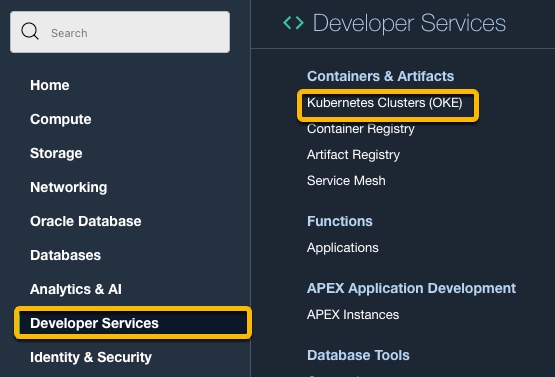 Search
Home
Compute
Storage
Networking
Oracle Database
Databases
Analytics & AI
Developer Services
Identity & Security
Developer Services
Containers & Artifacts
Kubernetes Clusters (OKE)
Container Registry
Artifact Registry
Service Mesh
Functions
Applications
APEX Application Development
APEX Instances
Database Tools